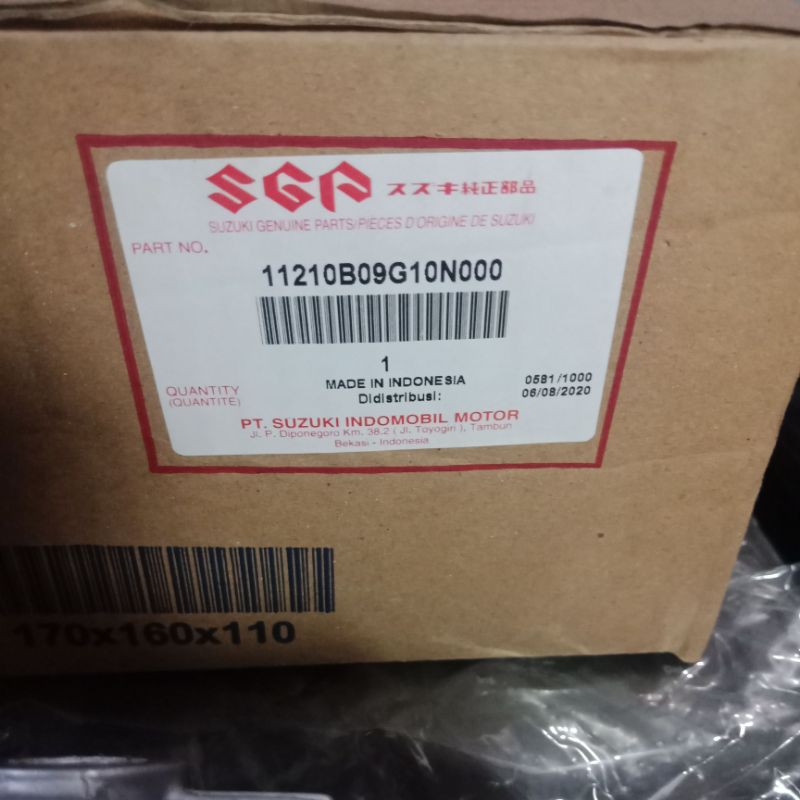 SGP スズキ純正部品
SUZUKI GENUINE PARTS/PIECES D'ORIGINE DE SUZUKI
PART NO.
11210B09G10N000
1
QUANTITY
(QUANTITÉ)
MADE IN INDONESIA
Didistribusi:
0581/1000
06/08/2020
PT. SUZUKI INDOMOBIL MOTOR
Jl. P. Diponegoro Km. 38.2 ( Jl. Toyogiri ), Tambun
Bekasi - Indonesia
170x160x110